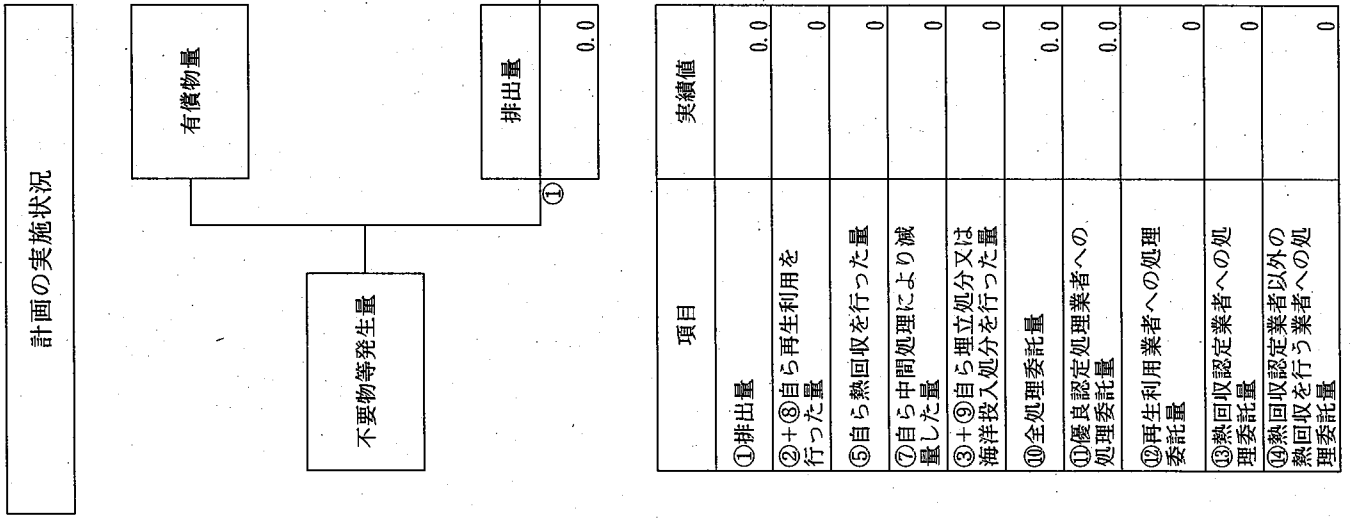 計画の実施状況
不要物等発生量
有償物量
排出量
①
0.0
項目
実績値
①排出量
0.0
②+⑧自ら再生利用を
行った量
0
⑤自ら熱回収を行った量
0
⑦自ら中間処理により減
量した量
0
③+⑨自ら埋立処分又は
海洋投入処分を行った量
0
⑩全処理委託量
0.0
⑪優良認定処理業者への
処理委託量
0.0
⑫再生利用業者への処理
委託量
0
⑬熱回収認定業者への処
理委託量
0
⑭熱回収認定業者以外の
熱回収を行う業者への処
理委託量
0